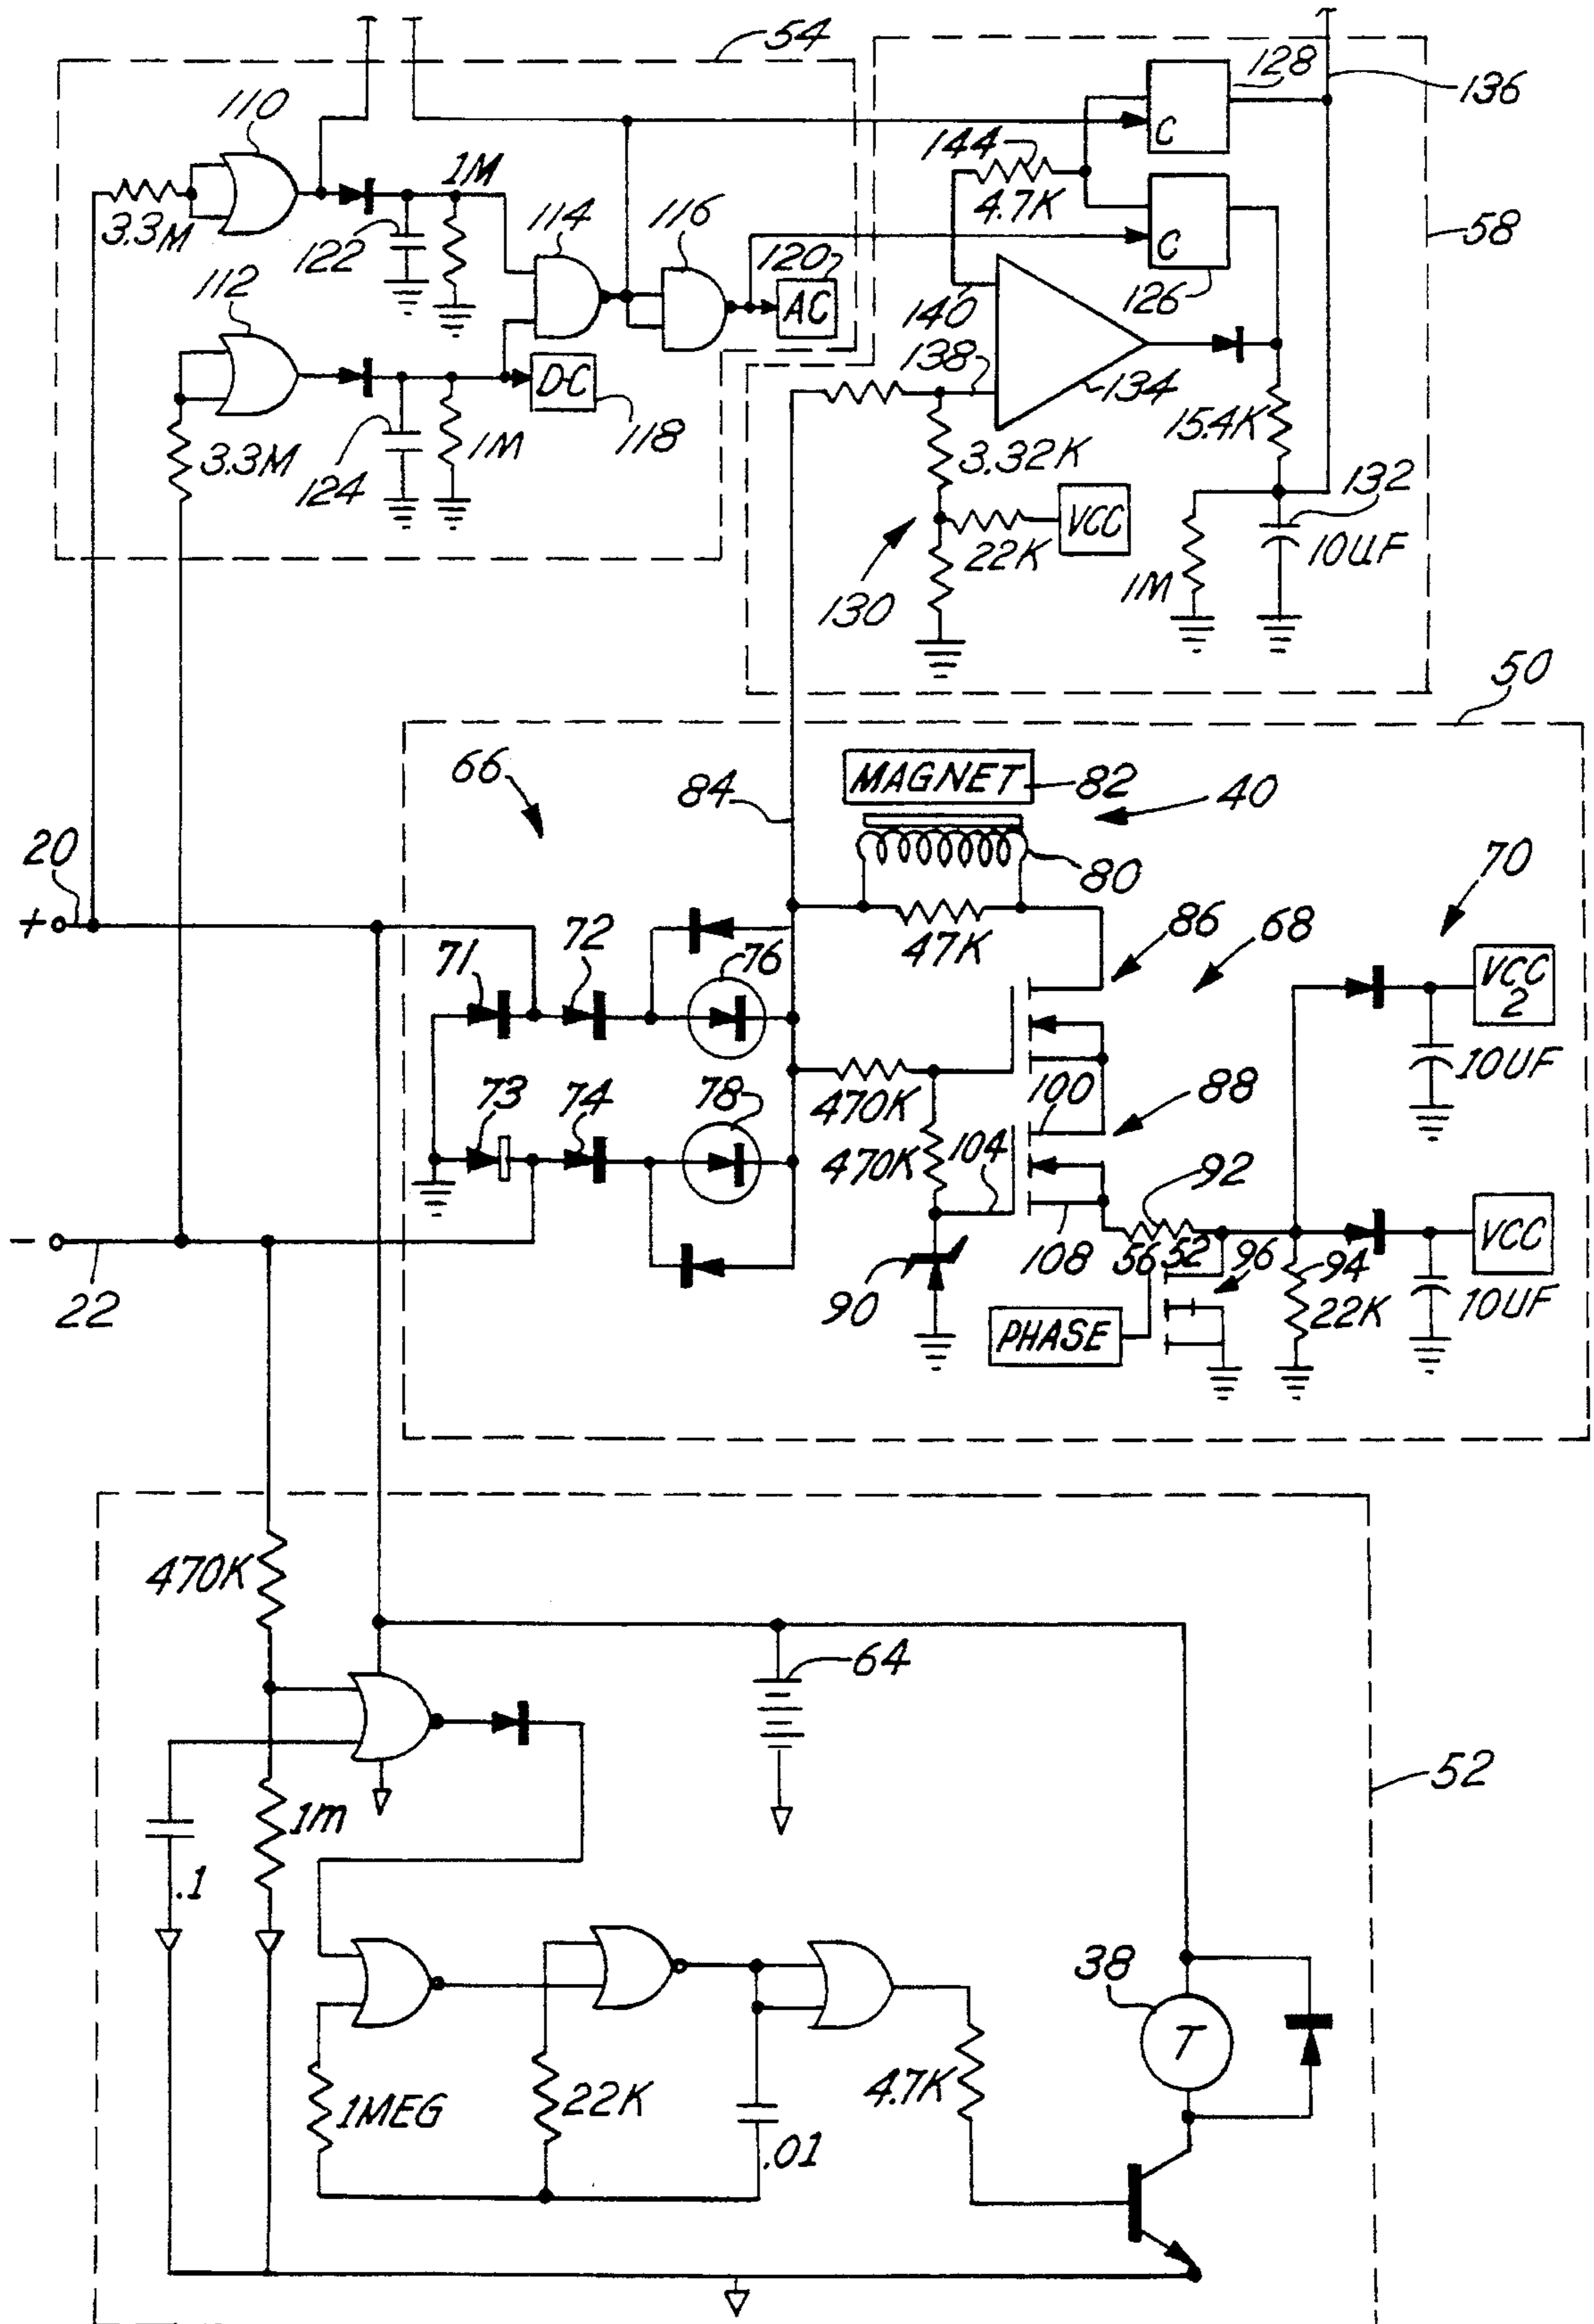 54
128
136
110
144
C
1M
4.7K
114
116
3.3M
122
58
C
120
112
126
AC
140
138
DC
134
15.4K
118
3.3M
1M
3.32K
124
132
VCC
22K
10UF
1M
130
50
66
84
MAGNET
82
40
20
80
70
+
47K
86
68
71
72
76
VCC
2
10UF
73
74
78
470K
100
88
470K
104
92
−
108
56
52
96
94
VCC
22
90
22K
10UF
PHASE
470K
64
52
1m
.1
38
T
1MEG
22K
4.7K
.01